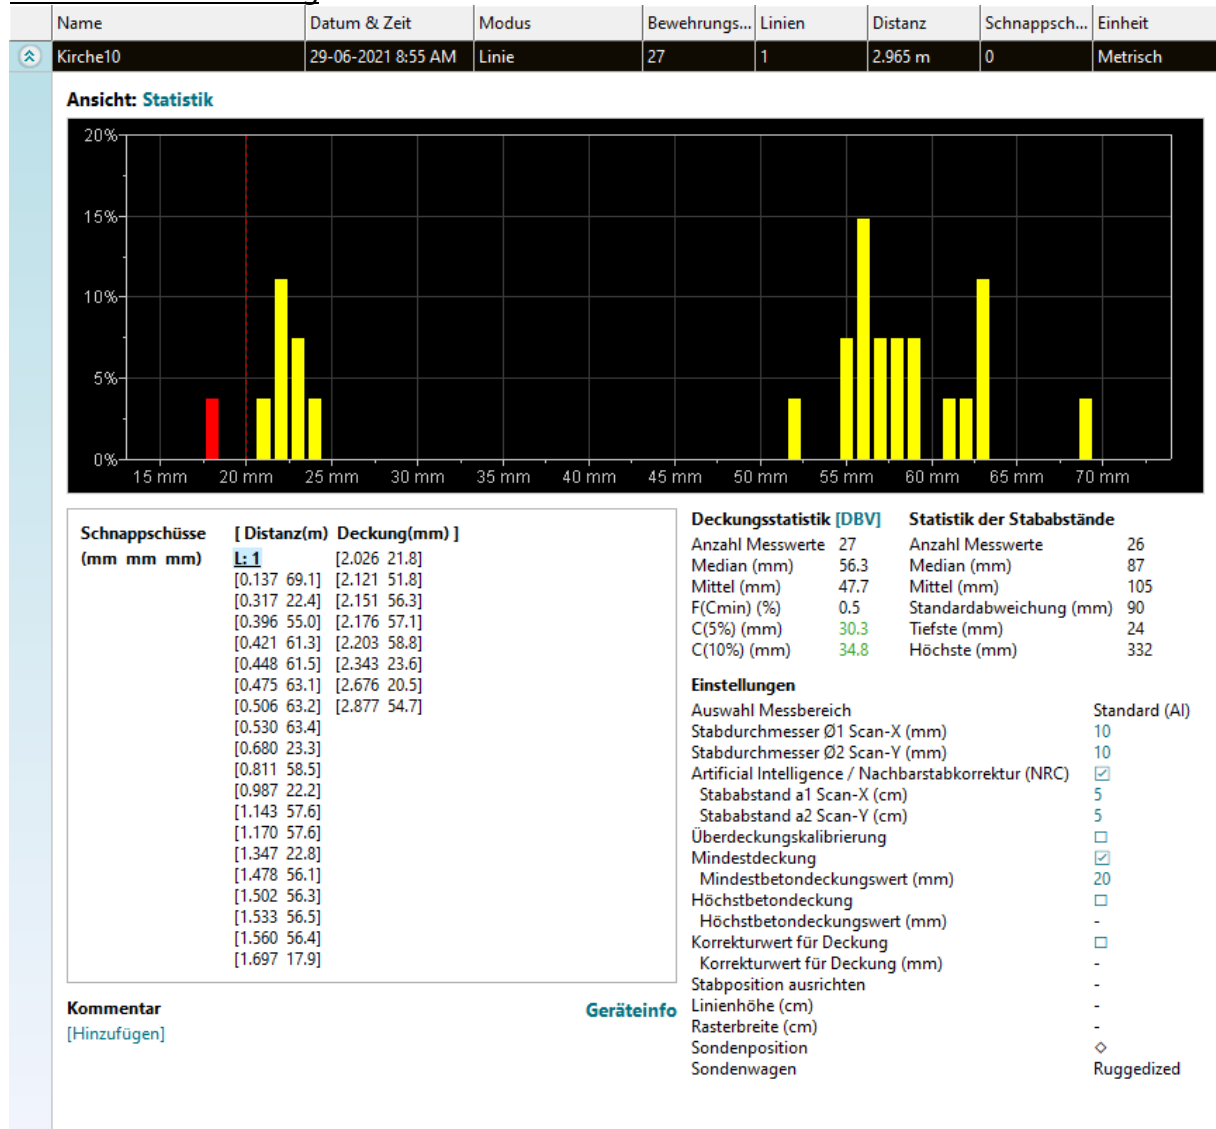 Name Datum & Zeit Modus Bewehrungs... Linien Distanz Schnappsch... Einheit
Kirche10 29-06-2021 8:55 AM Linie 27 1 2.965 m 0 Metrisch
Ansicht: Statistik
20%
15%
10%
5%
0%
15 mm 20 mm 25 mm 30 mm 35 mm 40 mm 45 mm 50 mm 55 mm 60 mm 65 mm 70 mm
Schnappschüsse [ Distanz(m) Deckung(mm) ]
(mm mm mm) L: 1 [2.026 21.8]
[0.137 69.1] [2.121 51.8]
[0.317 22.4] [2.151 56.3]
[0.396 55.0] [2.176 57.1]
[0.421 61.3] [2.203 58.8]
[0.448 61.5] [2.343 23.6]
[0.475 63.1] [2.676 20.5]
[0.506 63.2] [2.877 54.7]
[0.530 63.4]
[0.680 23.3]
[0.811 58.5]
[0.987 22.2]
[1.143 57.6]
[1.170 57.6]
[1.347 22.8]
[1.478 56.1]
[1.502 56.3]
[1.533 56.5]
[1.560 56.4]
[1.697 17.9]
Kommentar Geräteinfo
[Hinzufügen]
Deckungsstatistik [DBV] Statistik der Stababstände
Anzahl Messwerte 27 Anzahl Messwerte 26
Median (mm) 56.3 Median (mm) 87
Mittel (mm) 47.7 Mittel (mm) 105
F(Cmin) (%) 0.5 Standardabweichung (mm) 90
C(5%) (mm) 30.3 Tiefste (mm) 24
C(10%) (mm) 34.8 Höchste (mm) 332
Einstellungen
Auswahl Messbereich Standard (AI)
Stabdurchmesser Ø1 Scan-X (mm) 10
Stabdurchmesser Ø2 Scan-Y (mm) 10
Artificial Intelligence / Nachbarstabkorrektur (NRC)
Stababstand a1 Scan-X (cm) 5
Stababstand a2 Scan-Y (cm) 5
Überdeckungskalibrierung
Mindestdeckung
Mindestbetondeckungswert (mm) 20
Höchstbetondeckung
Höchstbetondeckungswert (mm) -
Korrekturwert für Deckung
Korrekturwert für Deckung (mm) -
Stabposition ausrichten -
Linienhöhe (cm) -
Rasterbreite (cm) -
Sondenposition
Sondenwagen Ruggedized